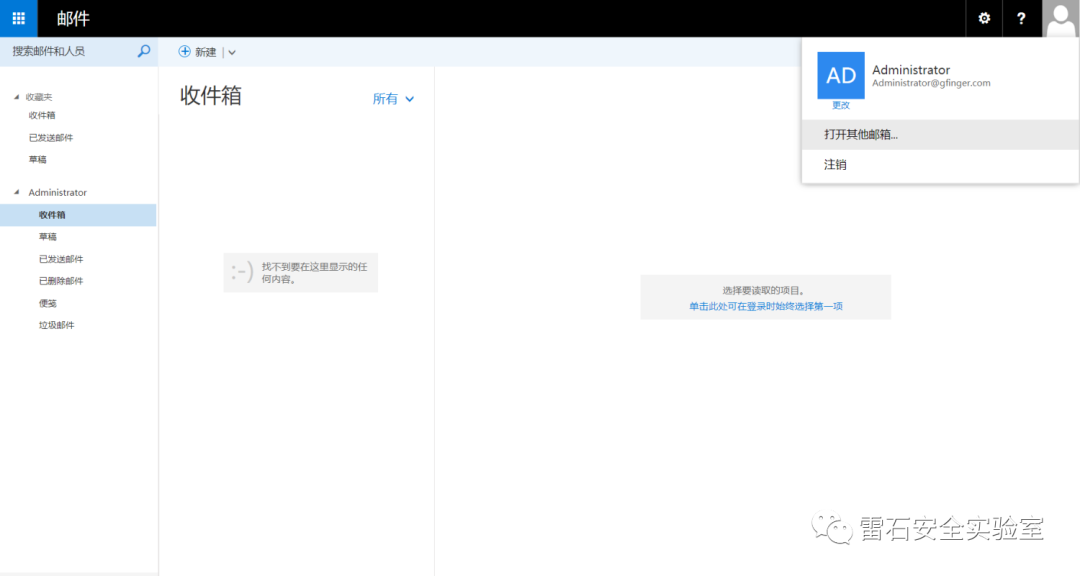 邮件
?
搜索邮件和人员
新建
收藏夹
收件箱
已发送邮件
草稿
Administrator
收件箱
草稿
已发送邮件
已删除邮件
便笺
垃圾邮件
收件箱
所有
:-)
找不到要在这里显示的任
何内容。
选择要读取的项目。
单击此处可在登录时始终选择第一项
AD
更改
Administrator
Administrator@gfinger.com
打开其他邮箱...
注销
雷石安全实验室